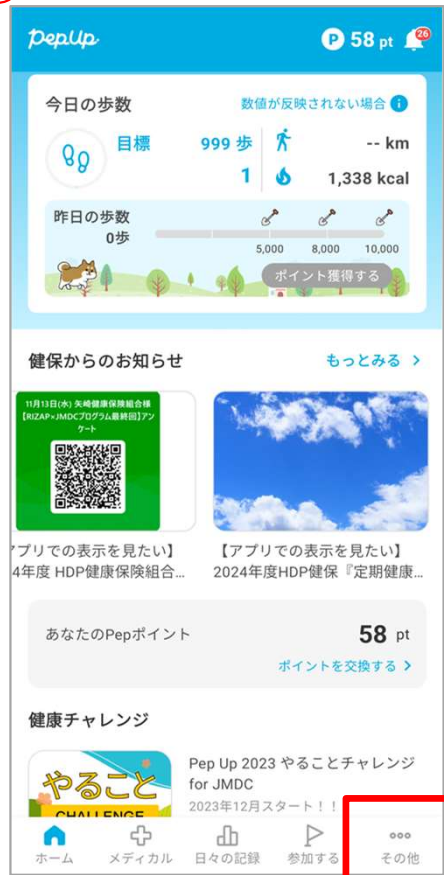 PepUp
P 58 pt 26
今日の歩数
数値が反映されない場合 i
目標 999 歩
-- km
1
1,338 kcal
昨日の歩数
0歩
5,000 8,000 10,000
ポイント獲得する
健保からのお知らせ
もっとみる >
11月13日(水) 矢崎健康保険組合様
【RIZAP×JMDCプログラム最終回】アン
ケート
プリでの表示を見たい】
4年度 HDP健康保険組合...
【アプリでの表示を見たい】
2024年度HDP健保『定期健康...
あなたのPepポイント
58 pt
ポイントを交換する >
健康チャレンジ
やること
CHALLENGE
Pep Up 2023 やることチャレンジ
for JMDC
2023年12月スタート！！
ホーム メディカル 日々の記録 参加する その他